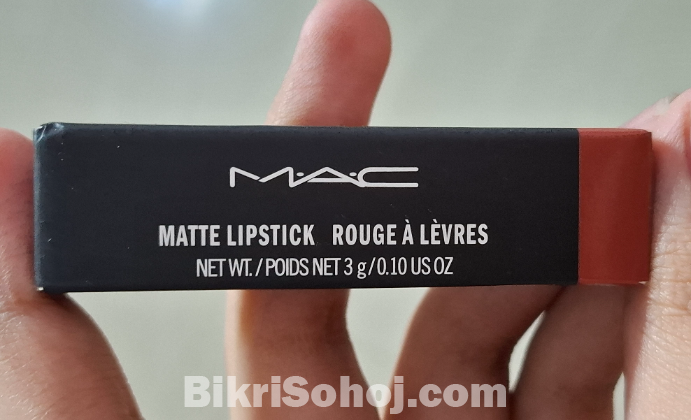 M·A·C
MATTE LIPSTICK ROUGE À LÈVRES
NET WT./POIDS NET 3 g/0.10 US OZ
BikriSohoj.com